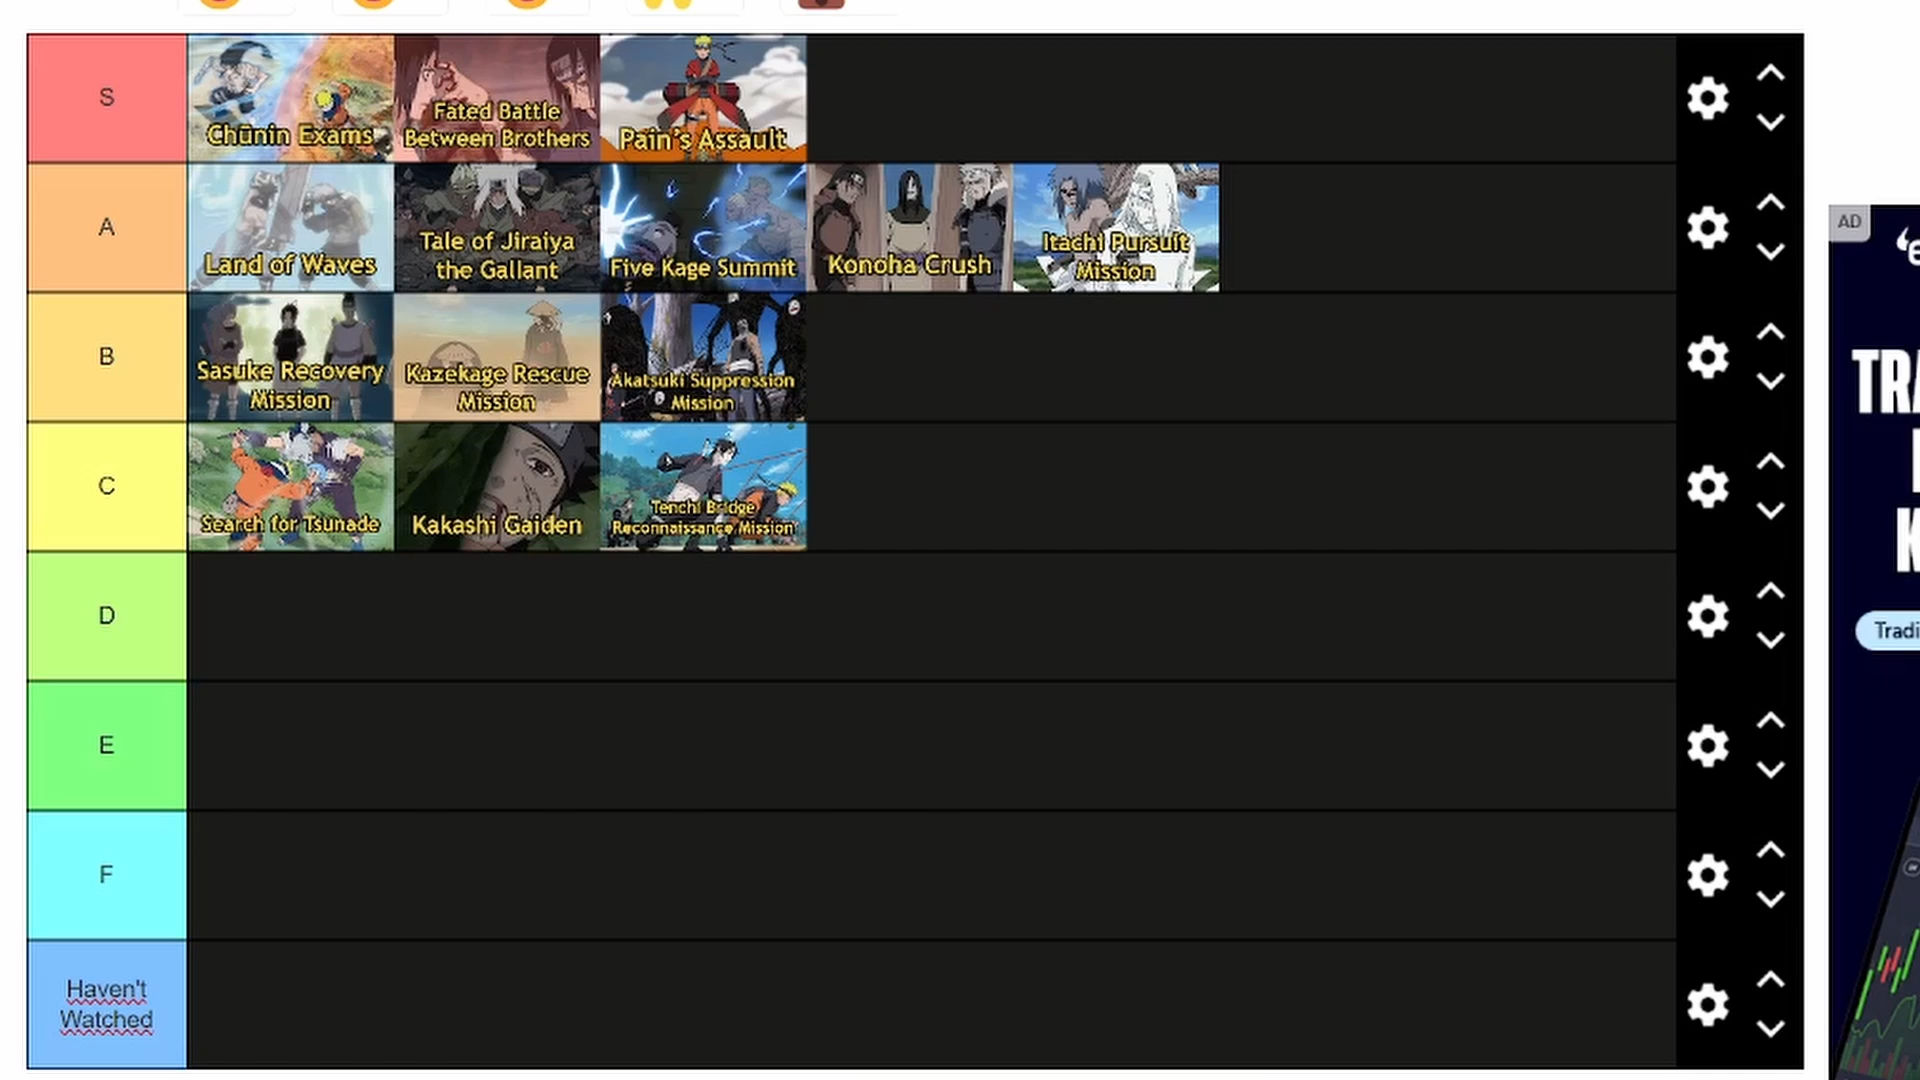 S
Chūnin Exams
Fated Battle
Between Brothers
Pain's Assault
A
Land of Waves
Tale of Jiraiya
the Gallant
Five Kage Summit
Konoha Crush
Itachi Pursuit
Mission
B
Sasuke Recovery
Mission
Kazekage Rescue
Mission
Akatsuki Suppression
Mission
C
Search for Tsunade
Kakashi Gaiden
Tenchi Bridge
Reconnaissance Mission
D
E
F
Haven't
Watched
AD